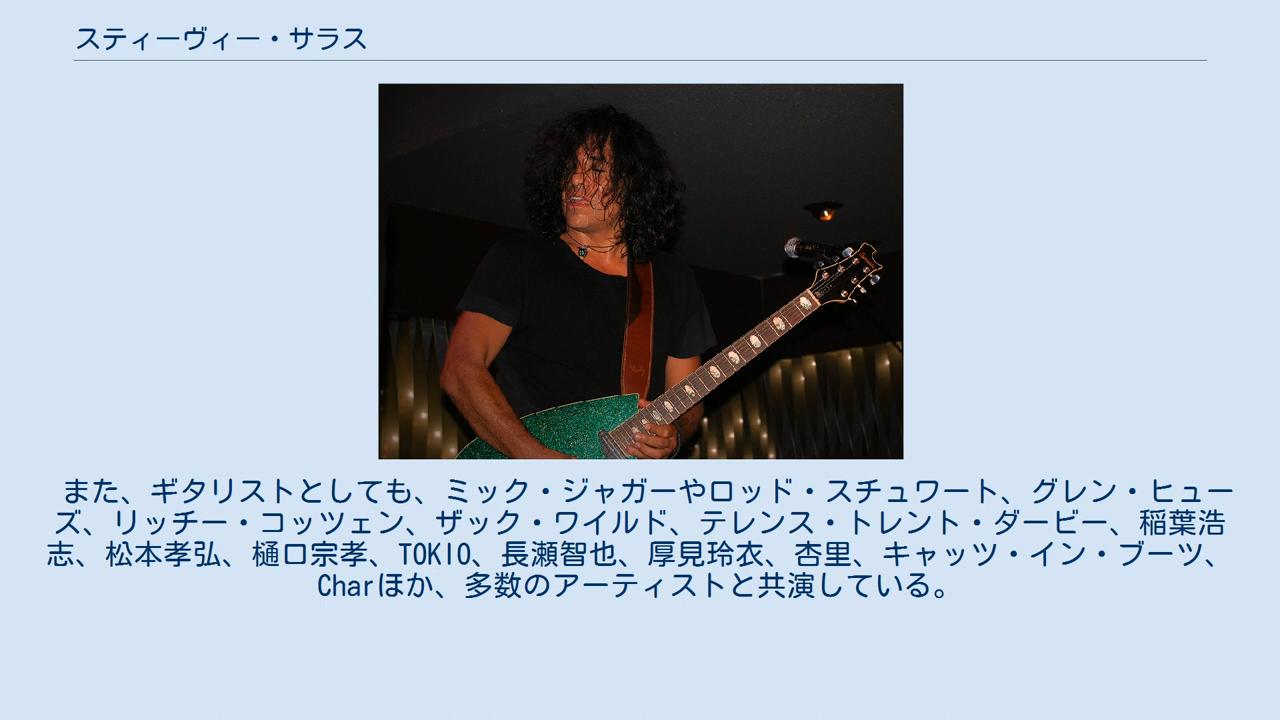 スティーヴィー・サラス
また、ギタリストとしても、ミック・ジャガーやロッド・スチュワート、グレン・ヒュー
ズ、リッチー・コッツェン、ザック・ワイルド、テレンス・トレント・ダービー、稲葉浩
志、松本孝弘、樋口宗孝、TOKIO、長瀬智也、厚見玲衣、杏里、キャッツ・イン・ブーツ、
Charほか、多数のアーティストと共演している。